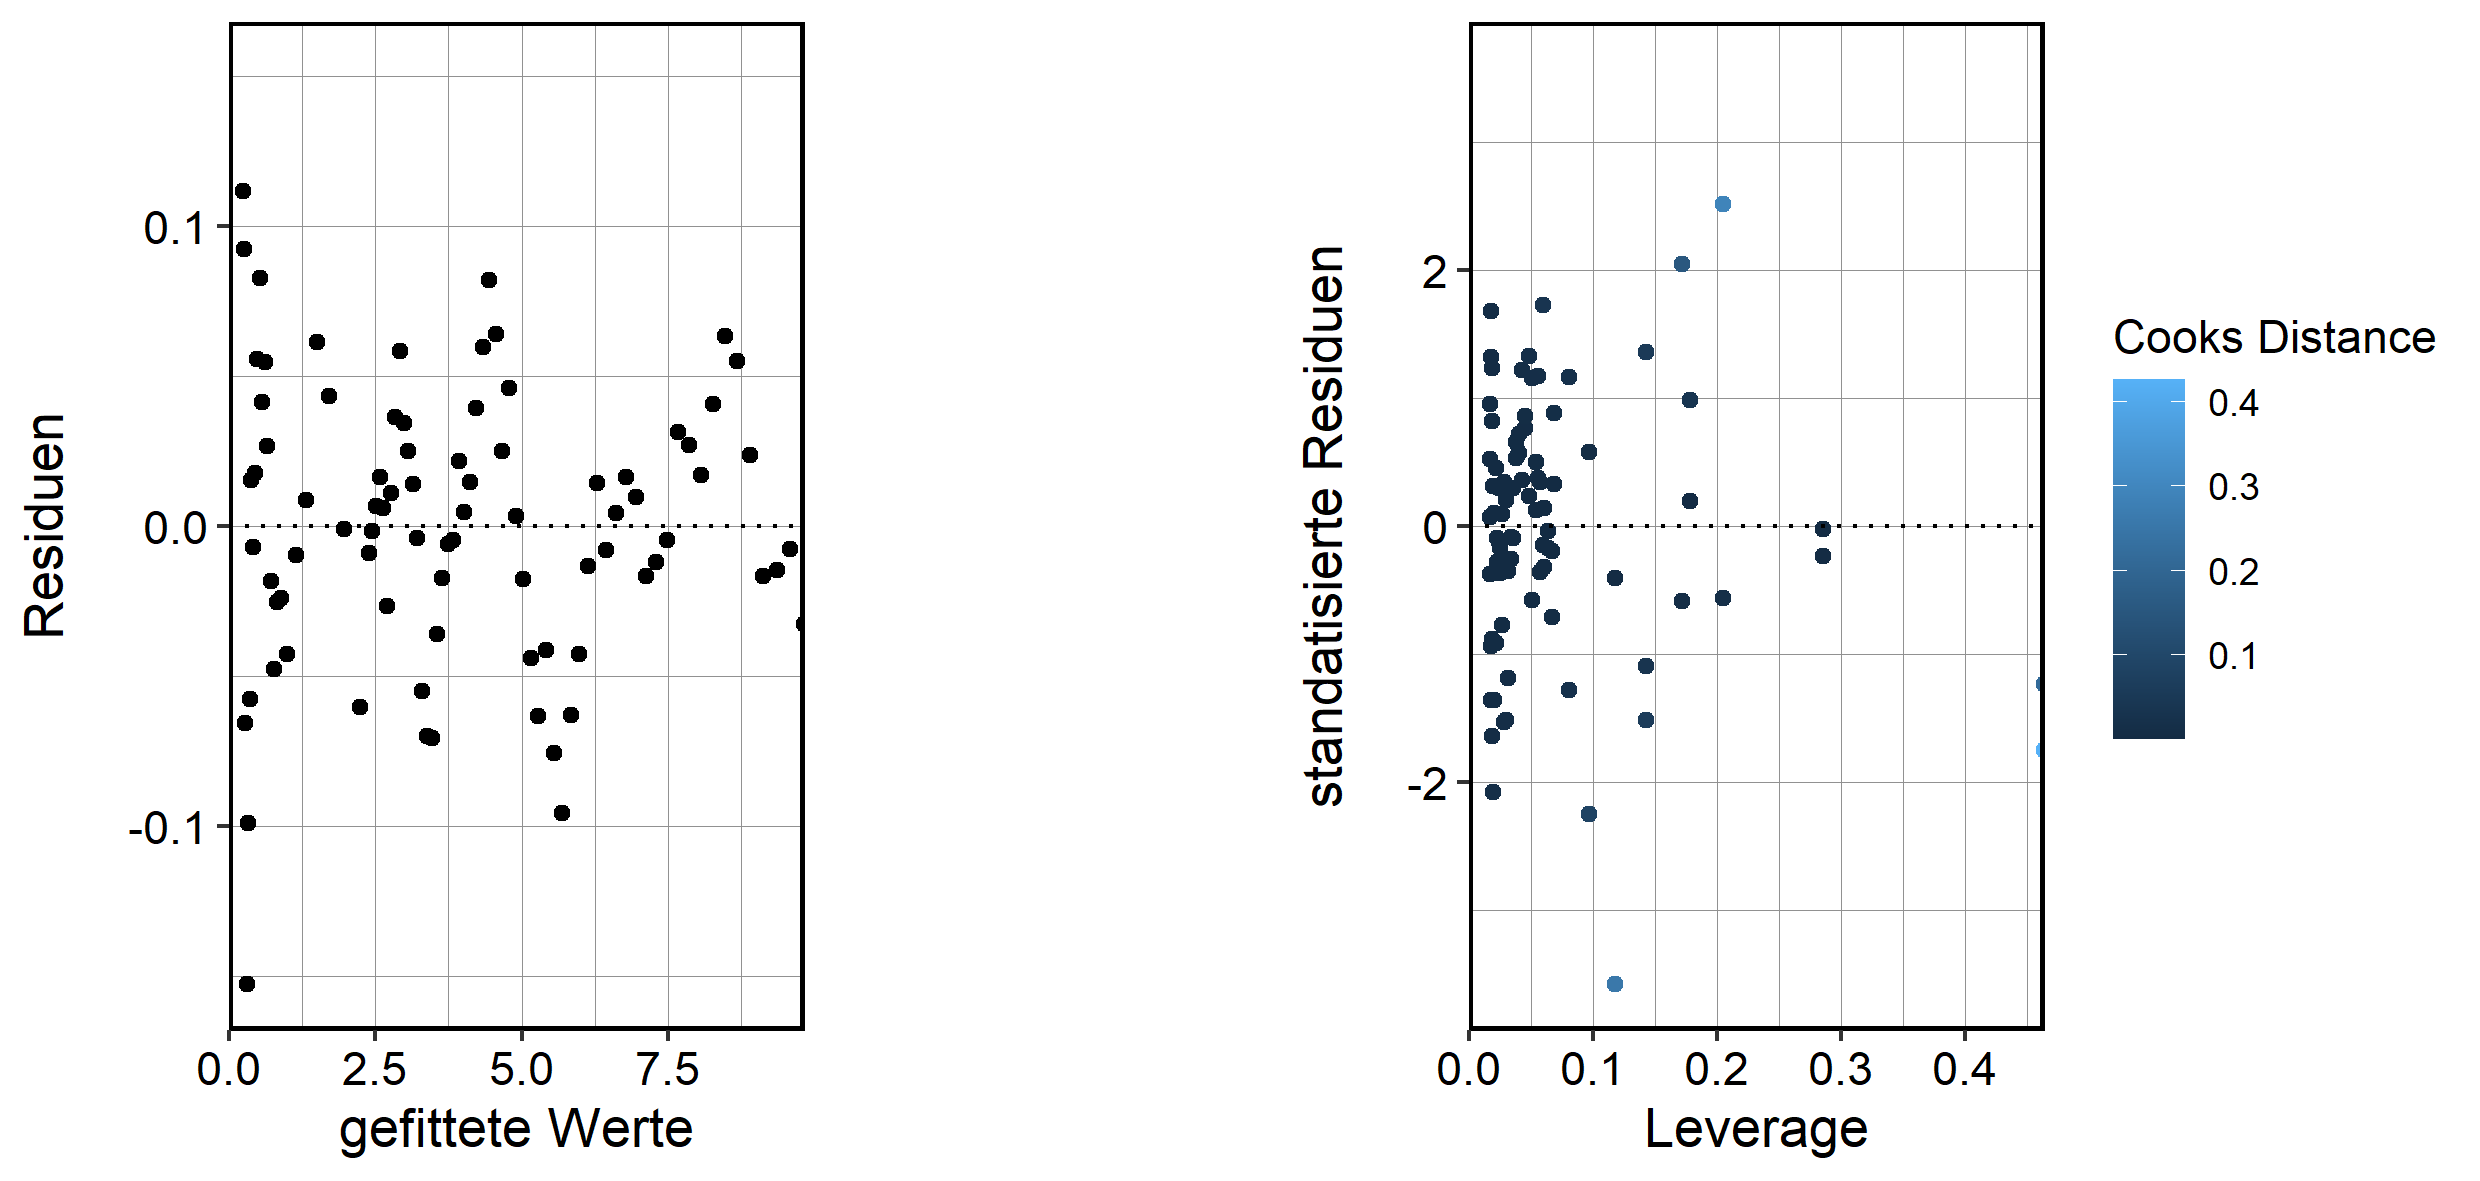 Residuen
0.1
0.0
-0.1
0.0 2.5 5.0 7.5
gefittete Werte
standatisierte Residuen
2
0
-2
0.0 0.1 0.2 0.3 0.4
Leverage
Cooks Distance
0.4
0.3
0.2
0.1